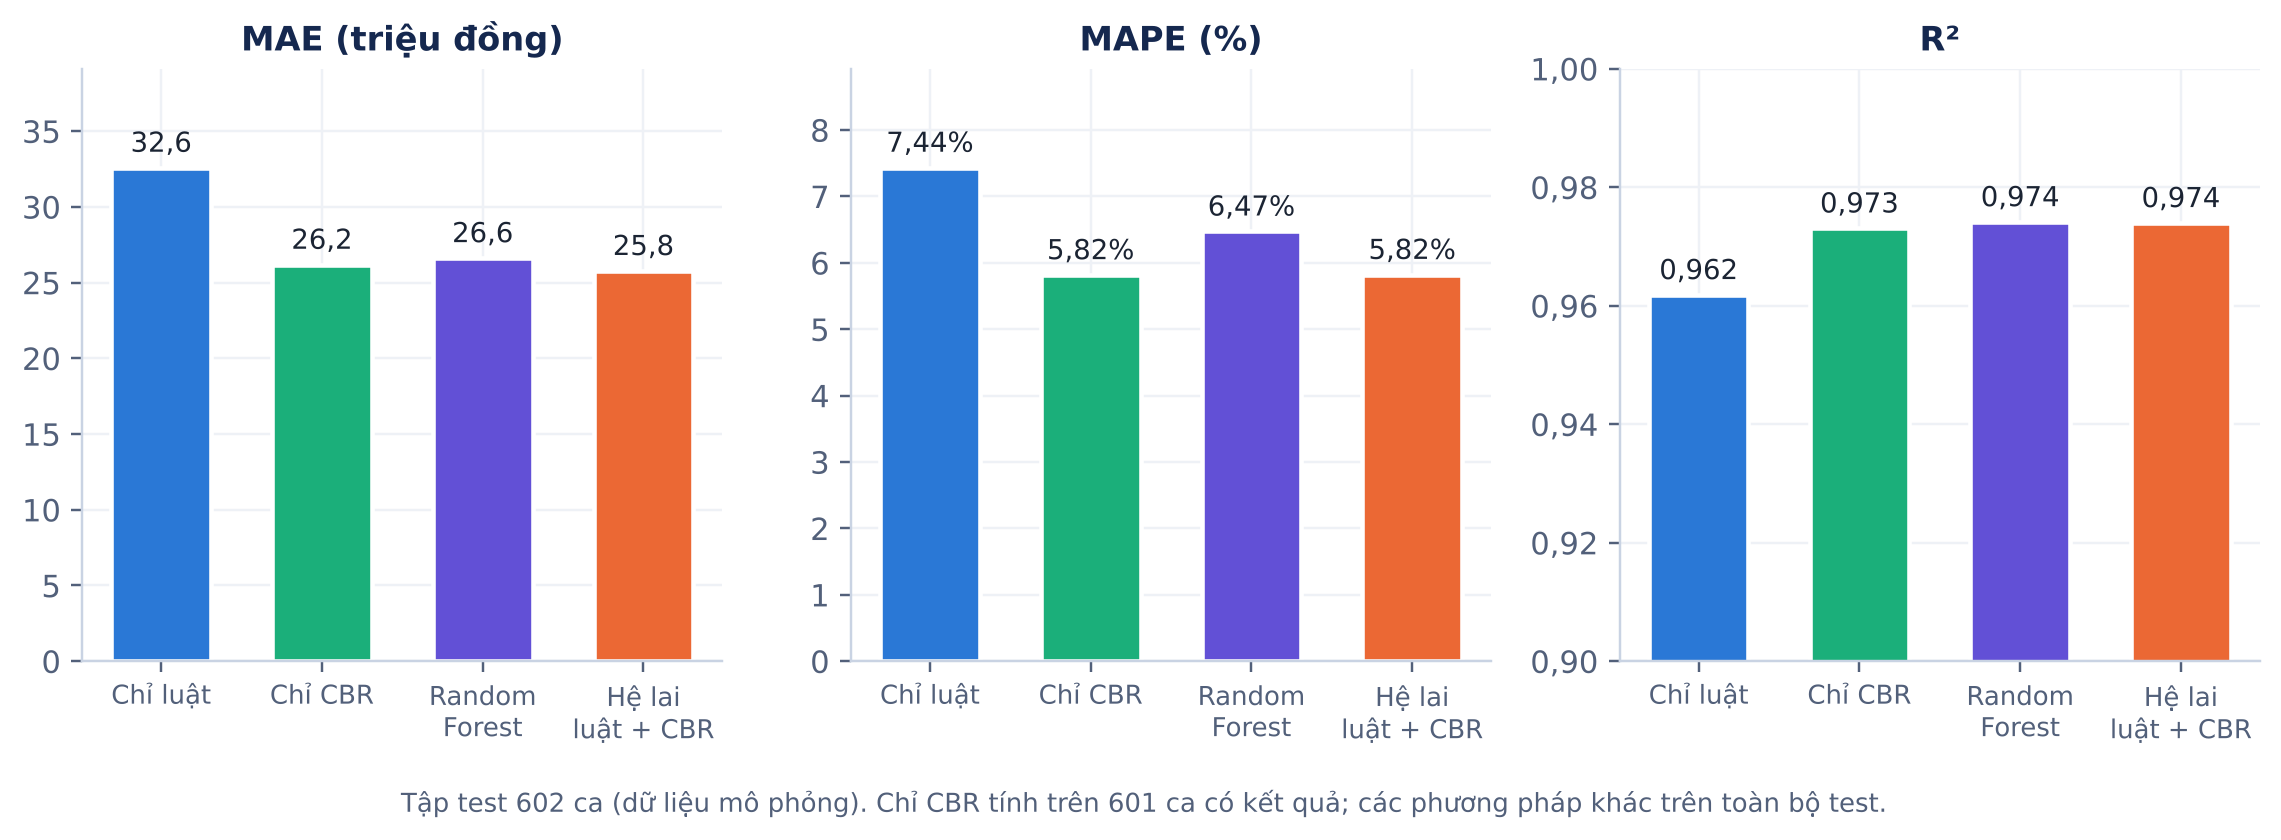 MAE (triệu đồng)
35
30
25
20
15
10
5
0
32,6
26,2
26,6
25,8
Chỉ luật
Chỉ CBR
Random
Forest
Hệ lai
luật + CBR
MAPE (%)
8
7
6
5
4
3
2
1
0
7,44%
5,82%
6,47%
5,82%
Chỉ luật
Chỉ CBR
Random
Forest
Hệ lai
luật + CBR
R²
1,00
0,98
0,96
0,94
0,92
0,90
0,962
0,973
0,974
0,974
Chỉ luật
Chỉ CBR
Random
Forest
Hệ lai
luật + CBR
Tập test 602 ca (dữ liệu mô phỏng). Chỉ CBR tính trên 601 ca có kết quả; các phương pháp khác trên toàn bộ test.